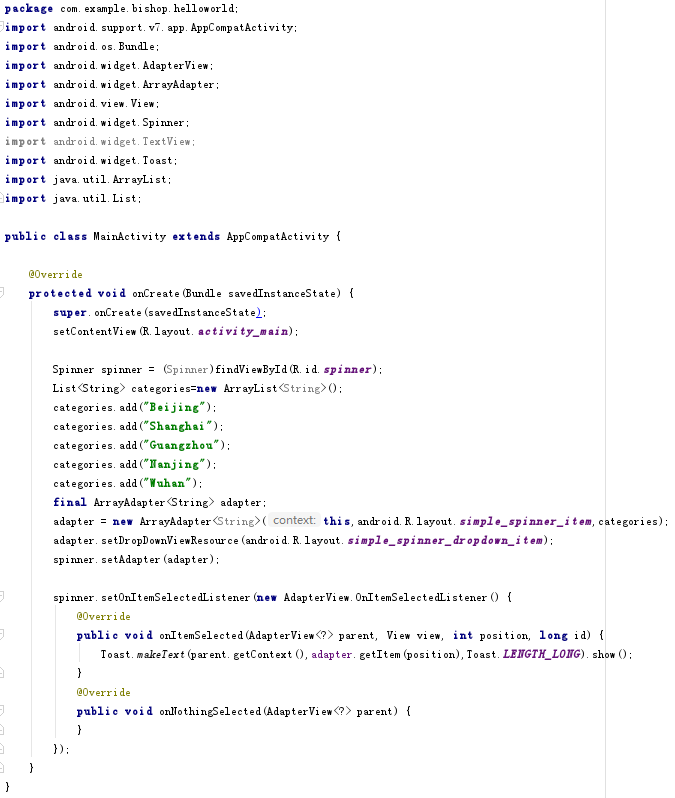 package com.example.bishop.helloworld;
import android.support.v7.app.AppCompatActivity;
import android.os.Bundle;
import android.widget.AdapterView;
import android.widget.ArrayAdapter;
import android.view.View;
import android.widget.Spinner;
import android.widget.TextView;
import android.widget.Toast;
import java.util.ArrayList;
import java.util.List;

public class MainActivity extends AppCompatActivity {

    @Override
    protected void onCreate(Bundle savedInstanceState) {
        super.onCreate(savedInstanceState);
        setContentView(R.layout.activity_main);

        Spinner spinner = (Spinner)findViewById(R.id.spinner);
        List<String> categories=new ArrayList<String>();
        categories.add("Beijing");
        categories.add("Shanghai");
        categories.add("Guangzhou");
        categories.add("Nanjing");
        categories.add("Wuhan");
        final ArrayAdapter<String> adapter;
        adapter = new ArrayAdapter<String>( context: this,android.R.layout.simple_spinner_item,categories);
        adapter.setDropDownViewResource(android.R.layout.simple_spinner_dropdown_item);
        spinner.setAdapter(adapter);

        spinner.setOnItemSelectedListener(new AdapterView.OnItemSelectedListener() {
            @Override
            public void onItemSelected(AdapterView<?> parent, View view, int position, long id) {
                Toast.makeText(parent.getContext(),adapter.getItem(position),Toast.LENGTH_LONG).show();
            }
            @Override
            public void onNothingSelected(AdapterView<?> parent) {
            }
        });
    }
}